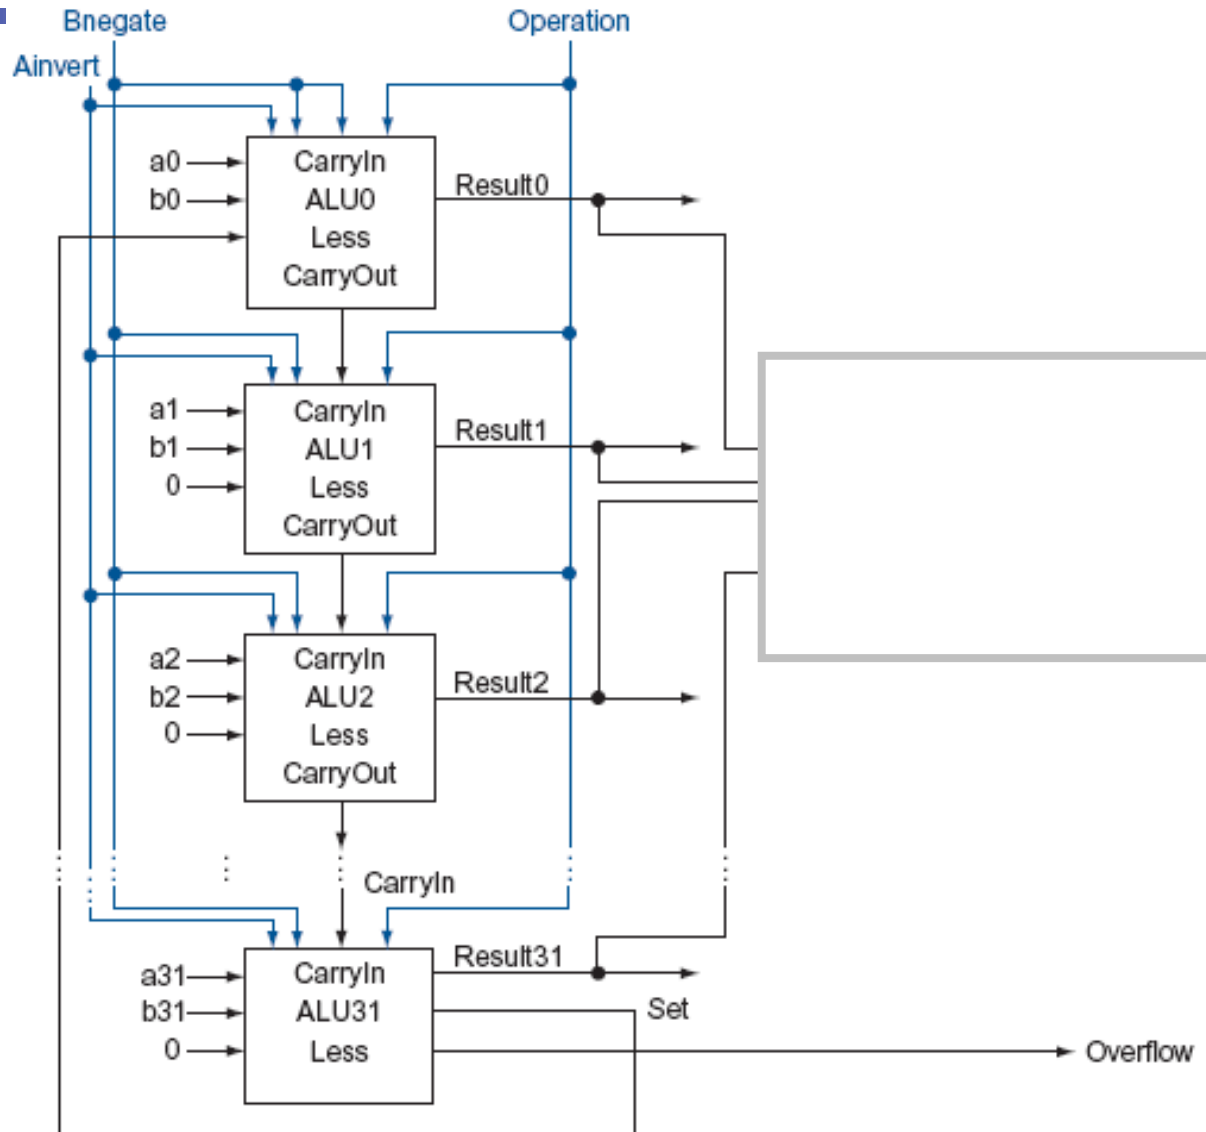 Bnegate
Operation
Ainvert
a0
b0
CarryIn
ALU0
Less
CarryOut
Result0
a1
b1
0
CarryIn
ALU1
Less
CarryOut
Result1
a2
b2
0
CarryIn
ALU2
Less
CarryOut
Result2
CarryIn
a31
b31
0
CarryIn
ALU31
Less
Result31
Set
Overflow